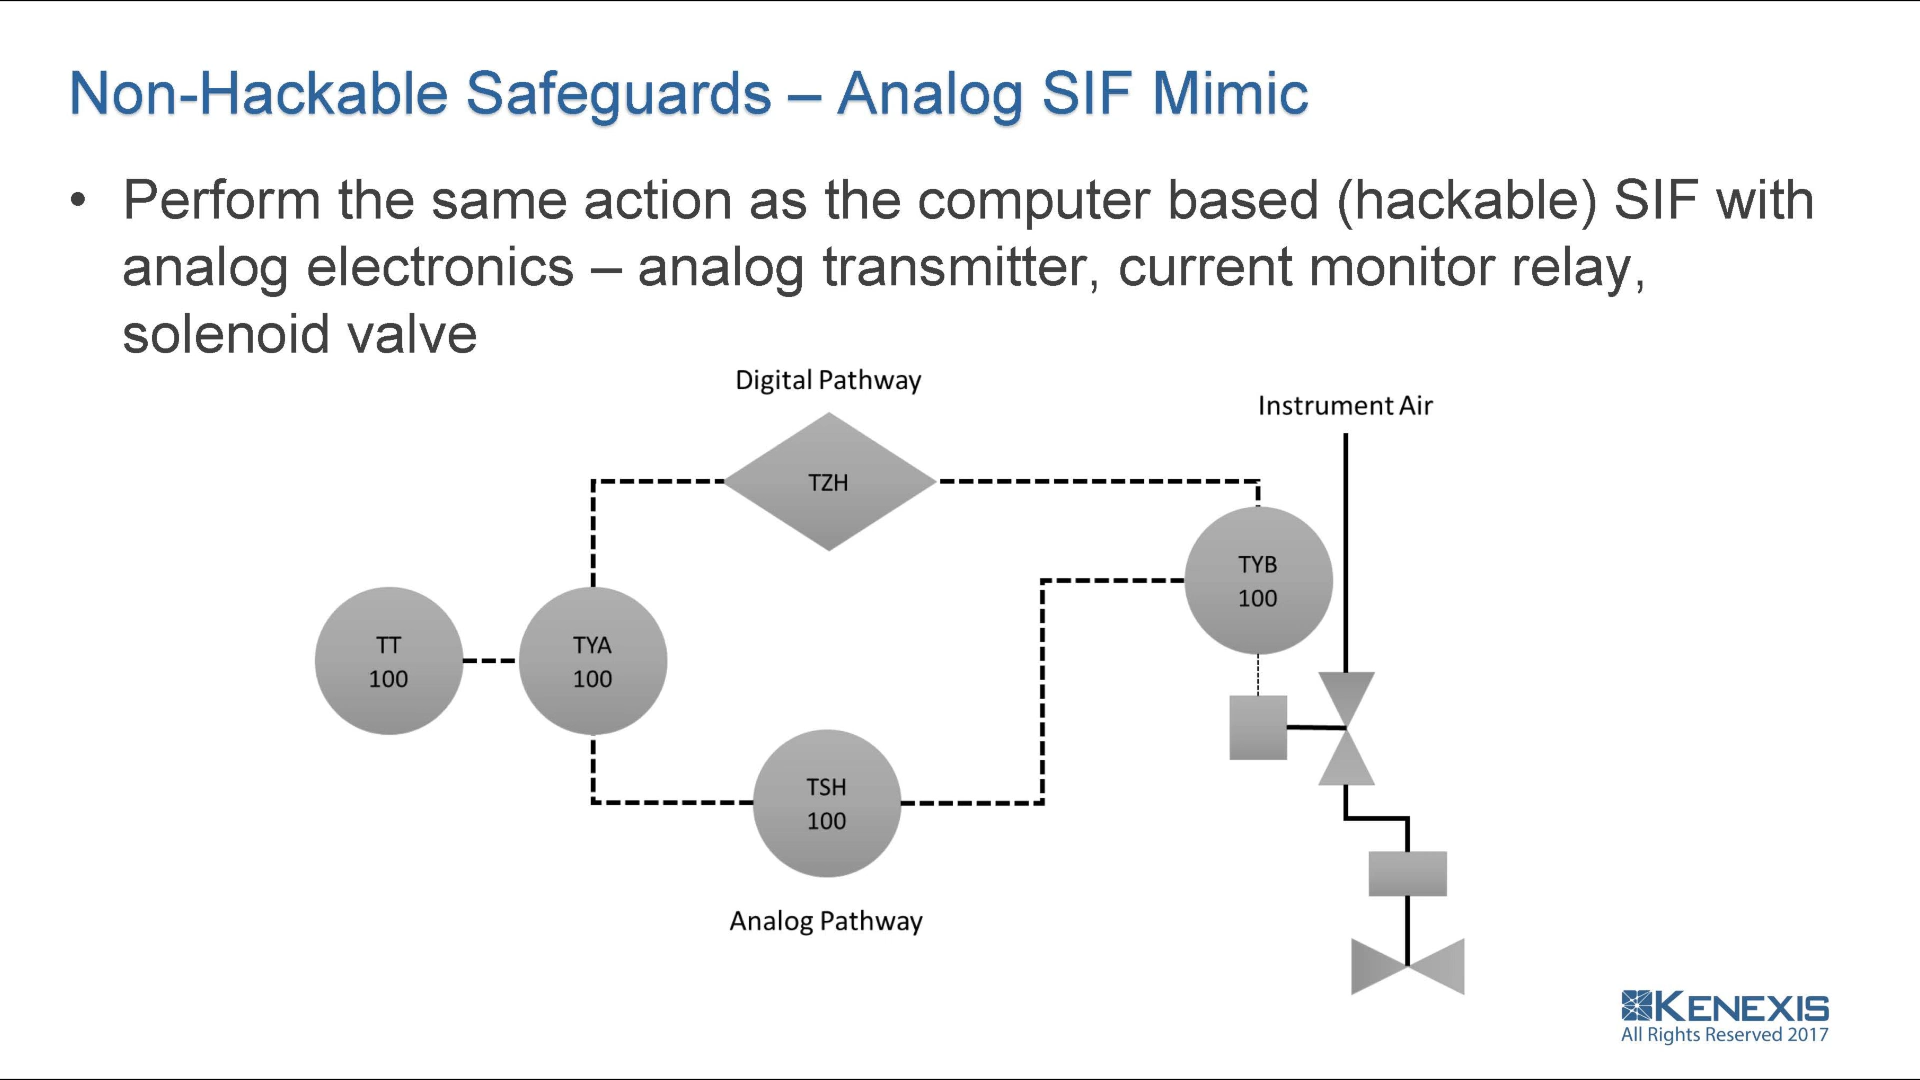 Non-Hackable Safeguards – Analog SIF Mimic
• Perform the same action as the computer based (hackable) SIF with
analog electronics – analog transmitter, current monitor relay,
solenoid valve
Digital Pathway
Instrument Air
TZH
TYB
100
TT
100
TYA
100
TSH
100
Analog Pathway
KENEXIS
All Rights Reserved 2017